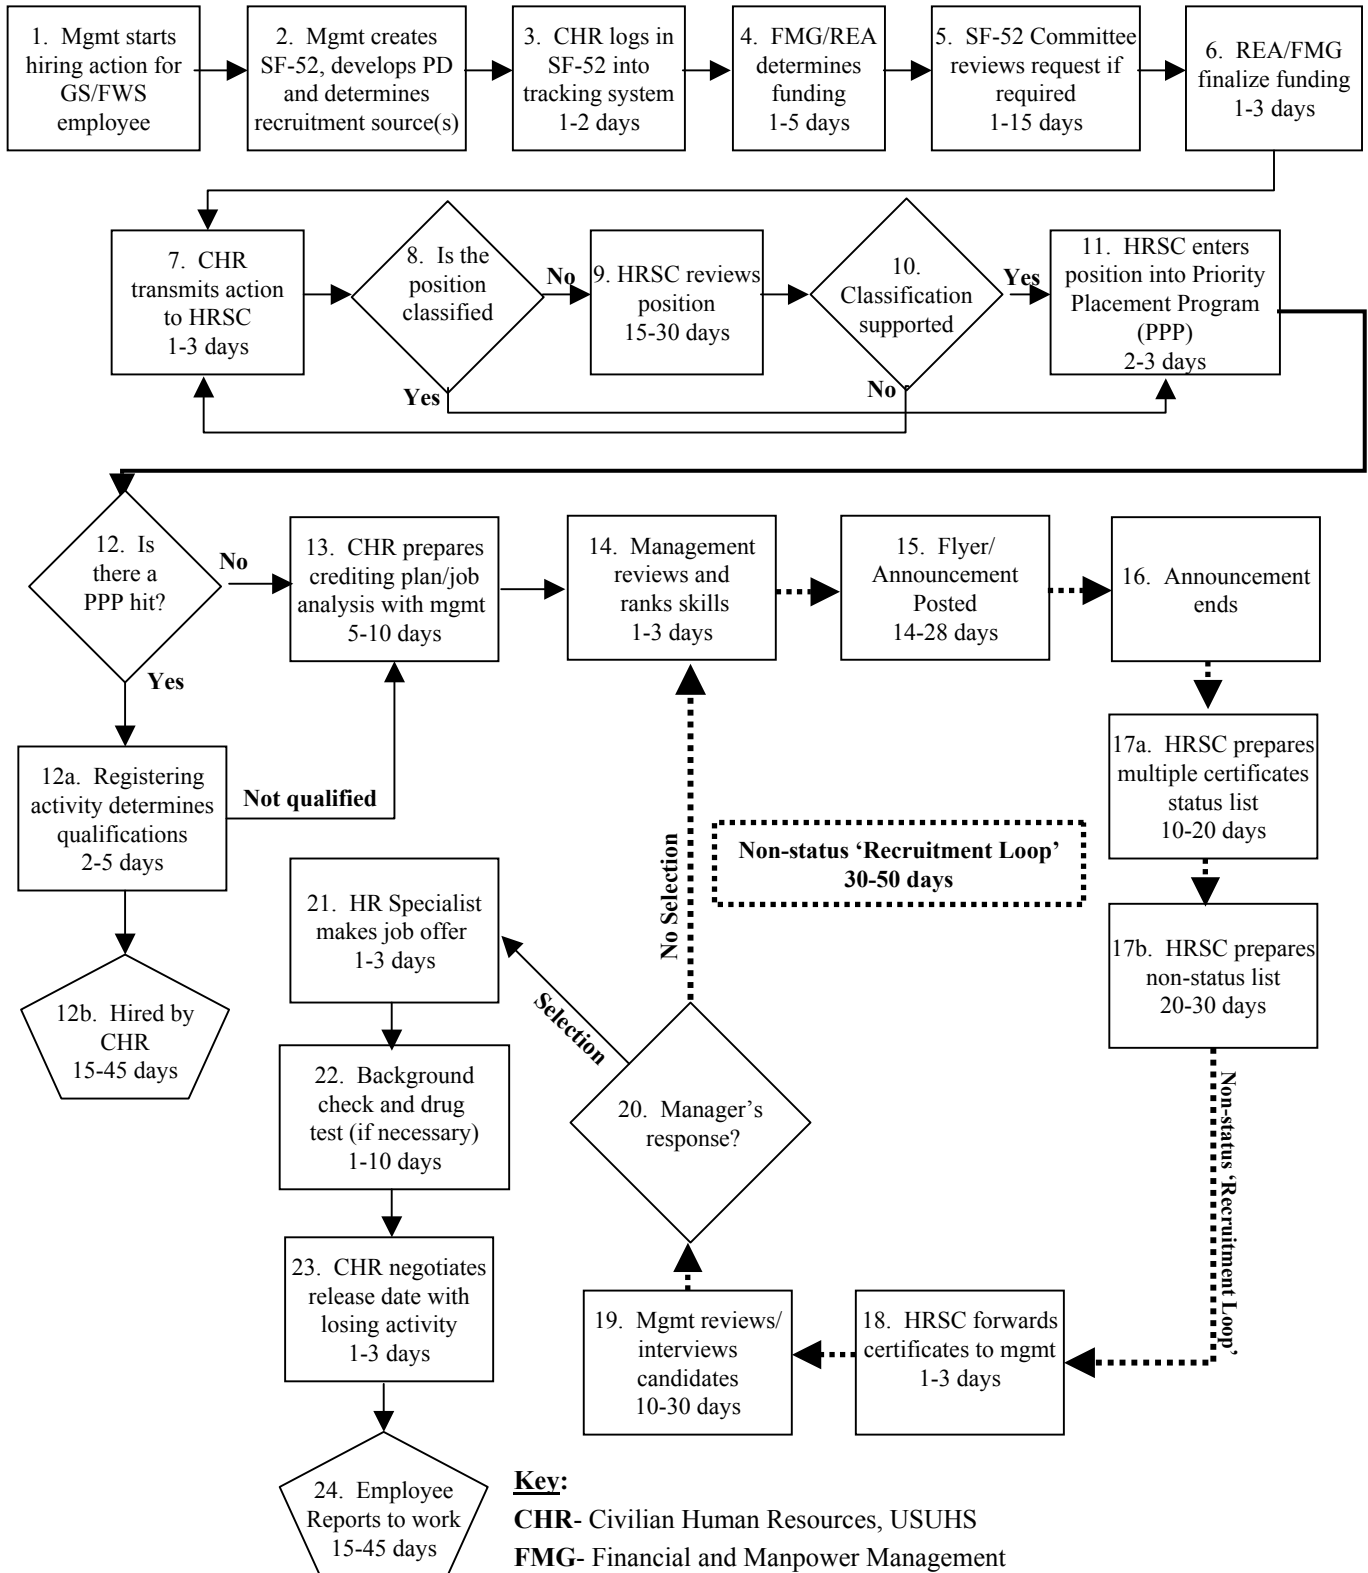 1. Mgmt starts
hiring action for
GS/FWS
employee
2. Mgmt creates
SF-52, develops PD
and determines
recruitment source(s)
3. CHR logs in
SF-52 into
tracking system
1-2 days
4. FMG/REA
determines
funding
1-5 days
5. SF-52 Committee
reviews request if
required
1-15 days
6. REA/FMG
finalize funding
1-3 days
7. CHR
transmits action
to HRSC
1-3 days
8. Is the
position
classified
No
Yes
9. HRSC reviews
position
15-30 days
10.
Classification
supported
Yes
No
11. HRSC enters
position into Priority
Placement Program
(PPP)
2-3 days
12. Is
there a
PPP hit?
No
Yes
13. CHR prepares
crediting plan/job
analysis with mgmt
5-10 days
14. Management
reviews and
ranks skills
1-3 days
15. Flyer/
Announcement
Posted
14-28 days
16. Announcement
ends
12a. Registering
activity determines
qualifications
2-5 days
Not qualified
12b. Hired by
CHR
15-45 days
17a. HRSC prepares
multiple certificates
status list
10-20 days
17b. HRSC prepares
non-status list
20-30 days
Non-status ‘Recruitment Loop’
30-50 days
Non-status ‘Recruitment Loop’
18. HRSC forwards
certificates to mgmt
1-3 days
19. Mgmt reviews/
interviews
candidates
10-30 days
20. Manager’s
response?
No Selection
Selection
21. HR Specialist
makes job offer
1-3 days
22. Background
check and drug
test (if necessary)
1-10 days
23. CHR negotiates
release date with
losing activity
1-3 days
24. Employee
Reports to work
15-45 days
Key:
CHR- Civilian Human Resources, USUHS
FMG- Financial and Manpower Management